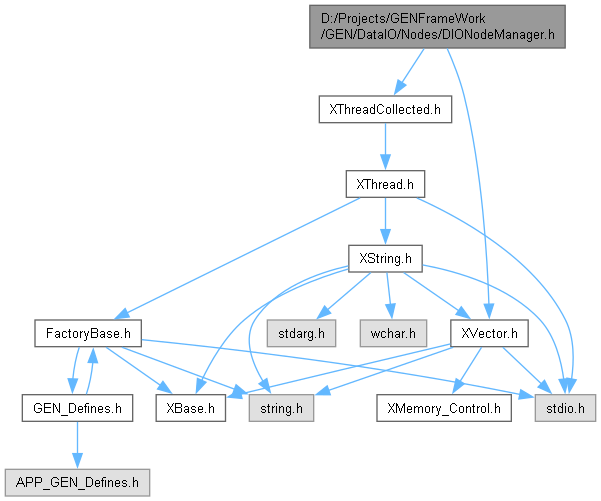 D:/Projects/GENFrameWork
/GEN/DataIO/Nodes/DIONodeManager.h
XThreadCollected.h
XThread.h
XString.h
FactoryBase.h
stdarg.h
wchar.h
XVector.h
GEN_Defines.h
XBase.h
string.h
XMemory_Control.h
stdio.h
APP_GEN_Defines.h